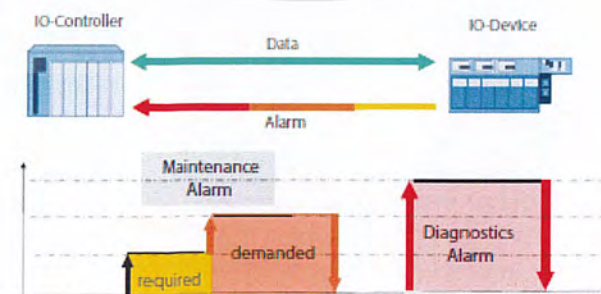 IO-Controller
IO-Device
Data
Alarm
Maintenance
Alarm
Diagnostics
Alarm
demanded
required